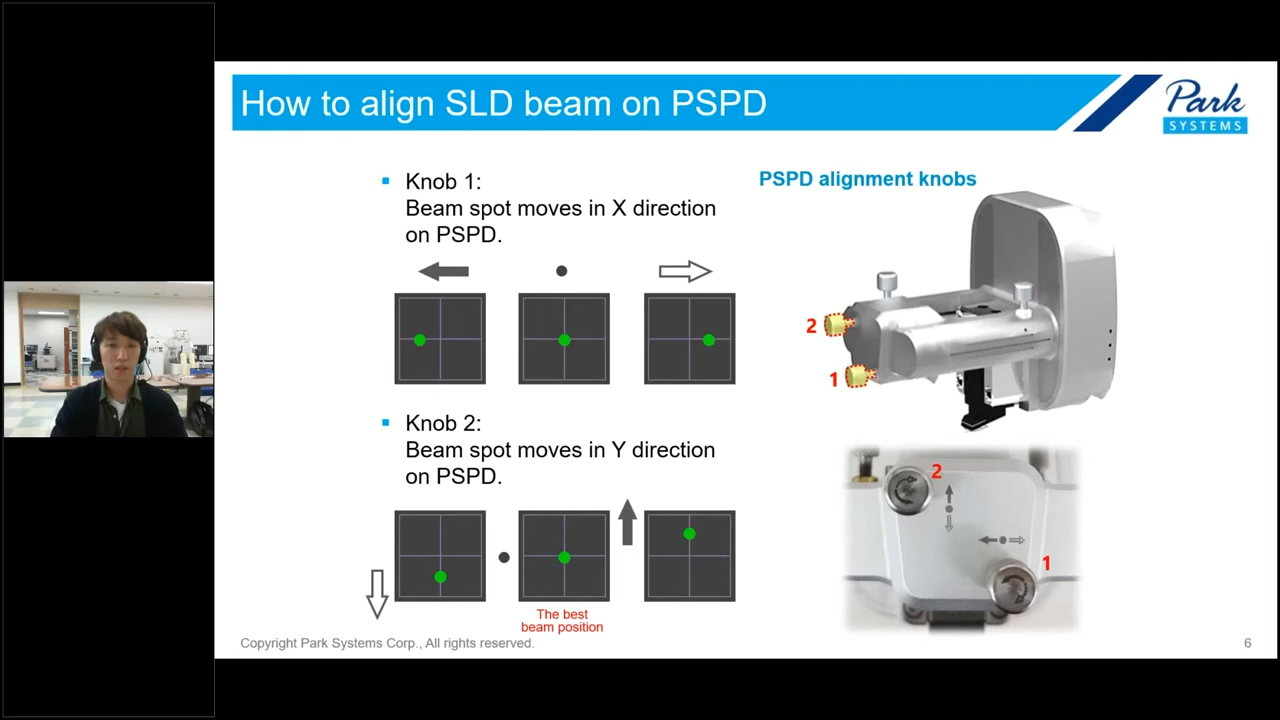 How to align SLD beam on PSPD
Park
SYSTEMS
Knob 1:
Beam spot moves in X direction
on PSPD.
PSPD alignment knobs
2
1
Knob 2:
Beam spot moves in Y direction
on PSPD.
The best
beam position
2
1
Copyright Park Systems Corp., All rights reserved.
6